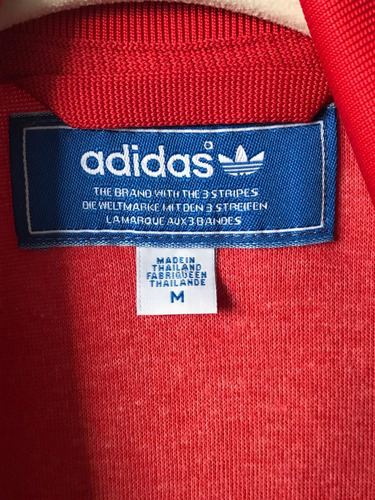 adidas
THE BRAND WITH THE 3 STRIPES
DIE WELTMARKE MIT DEN 3 STREIFEN
LA MARQUE AUX 3 BANDES
MADE IN
THAILAND
FABRIQUE EN
THAILANDE
M